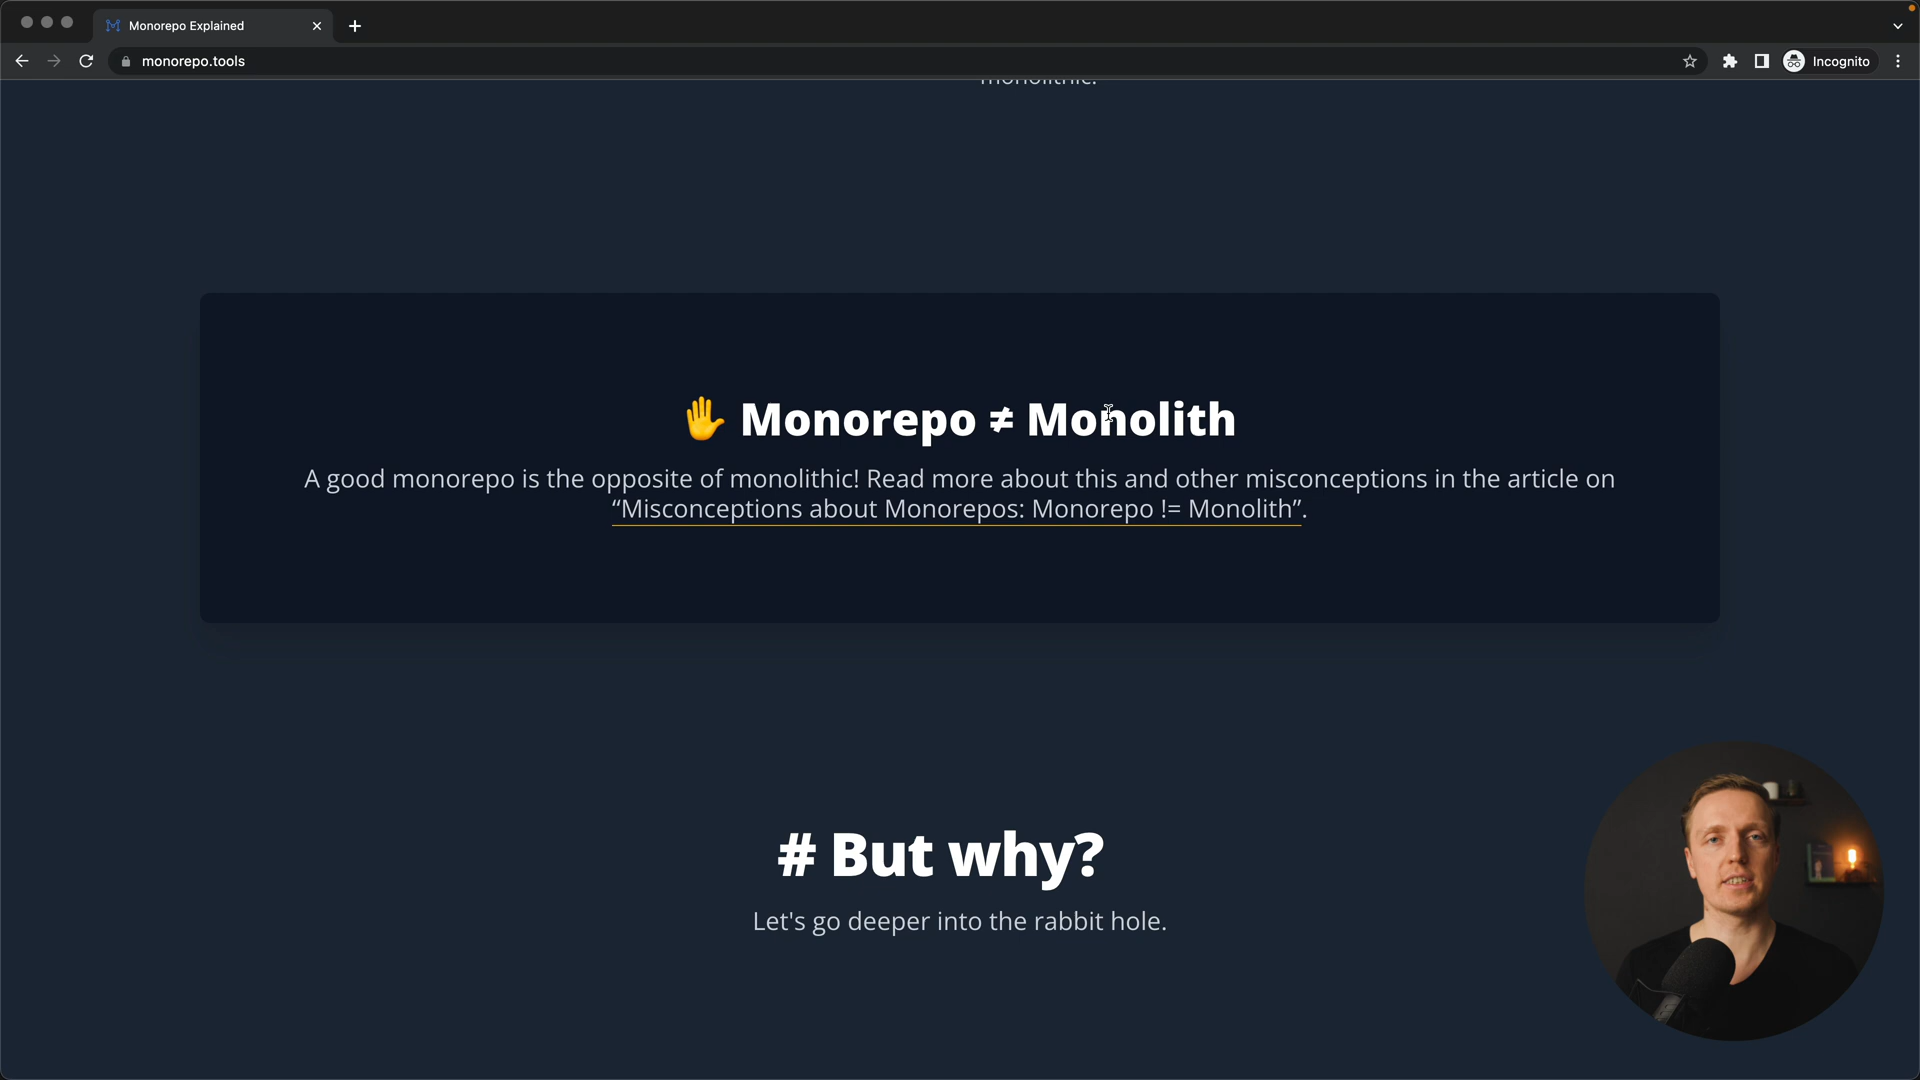 Monorepo Explained
monorepo.tools
Incognito
monolithic.
✋ Monorepo ≠ Monolith
A good monorepo is the opposite of monolithic! Read more about this and other misconceptions in the article on
“Misconceptions about Monorepos: Monorepo != Monolith”.
# But why?
Let's go deeper into the rabbit hole.